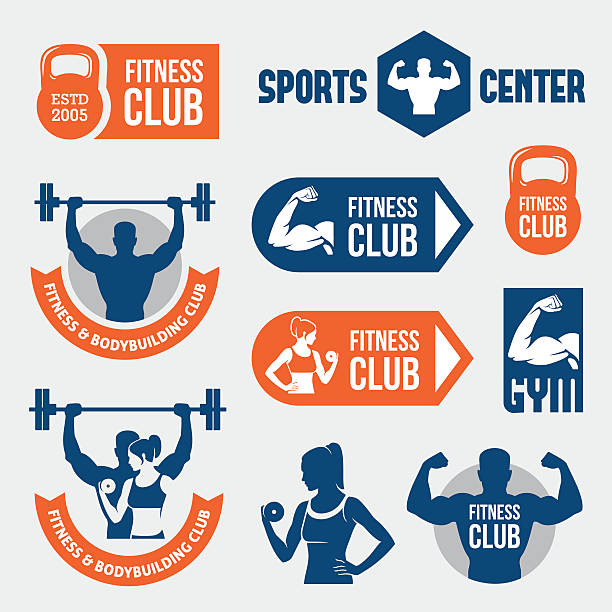 ESTD
2005
FITNESS
CLUB
SPORTS CENTER
FITNESS
CLUB
FITNESS
CLUB
FITNESS & BODYBUILDING CLUB
FITNESS
CLUB
GYM
FITNESS & BODYBUILDING CLUB
FITNESS
CLUB